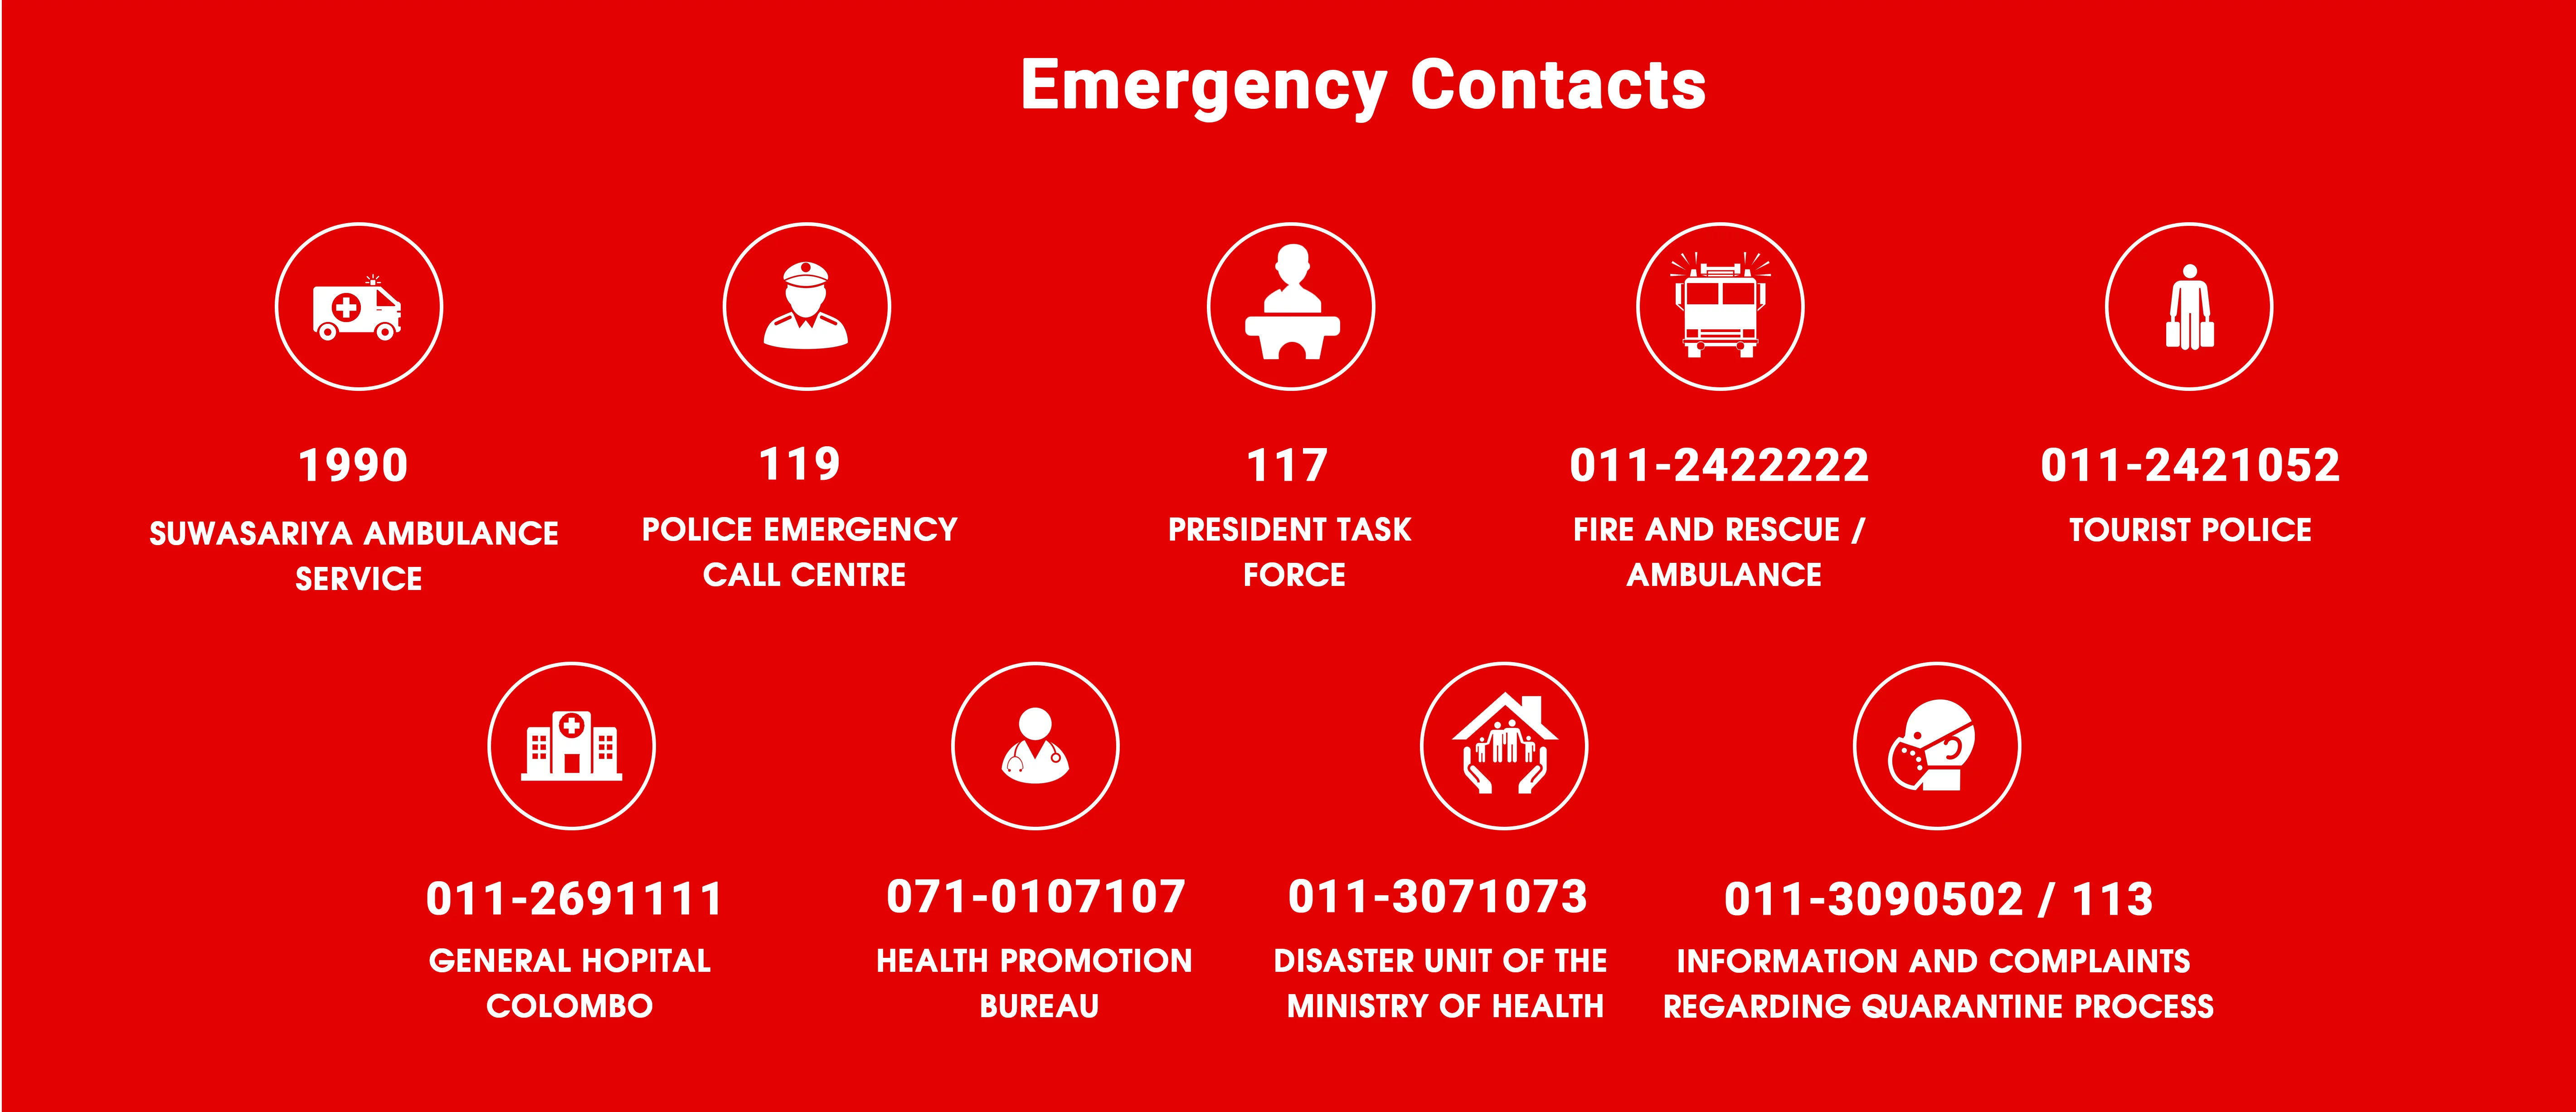 Emergency Contacts
1990
SUWASARIYA AMBULANCE
SERVICE
119
POLICE EMERGENCY
CALL CENTRE
117
PRESIDENT TASK
FORCE
011-2422222
FIRE AND RESCUE /
AMBULANCE
011-2421052
TOURIST POLICE
011-2691111
GENERAL HOPITAL
COLOMBO
071-0107107
HEALTH PROMOTION
BUREAU
011-3071073
DISASTER UNIT OF THE
MINISTRY OF HEALTH
011-3090502 / 113
INFORMATION AND COMPLAINTS
REGARDING QUARANTINE PROCESS